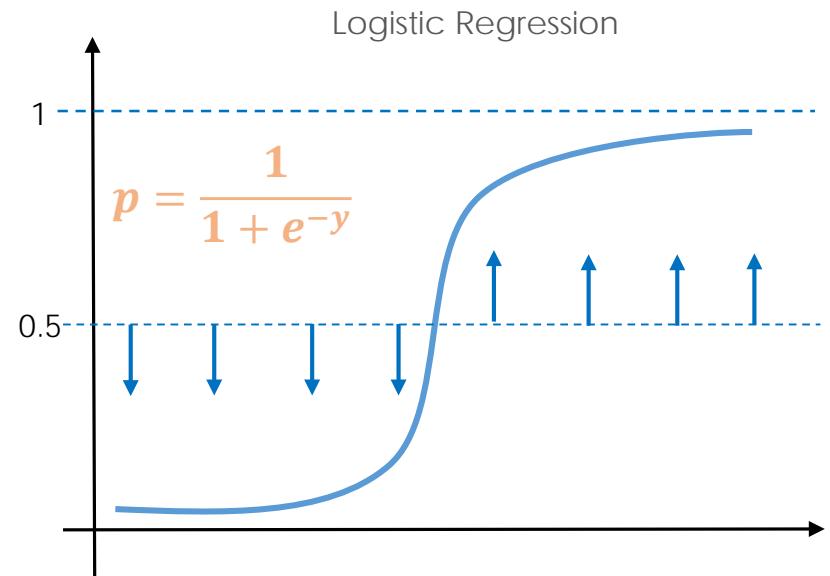 Logistic Regression
1
p = 1 / (1 + e^{-y})
0.5